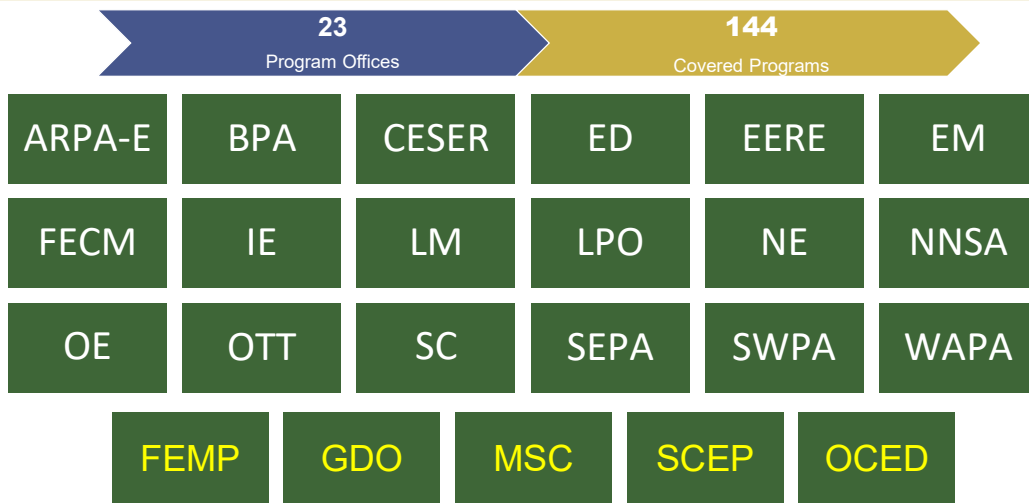 23
Program Offices
144
Covered Programs
ARPA-E BPA CESER ED EERE EM
FECM IE LM LPO NE NNSA
OE OTT SC SEPA SWPA WAPA
FEMP GDO MSC SCEP OCED